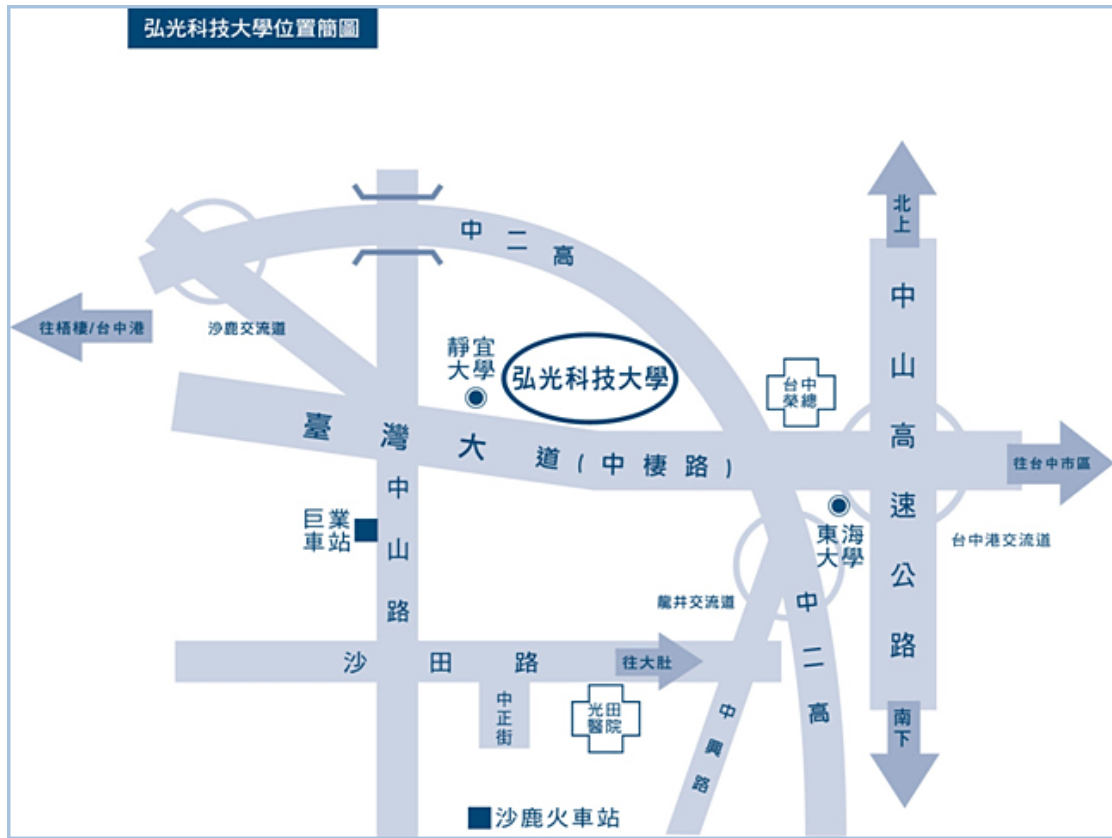 弘光科技大學位置簡圖
北上
中二高
中山高速公路
往梧棲/台中港
沙鹿交流道
靜宜
大學
弘光科技大學
台中
榮總
臺灣大道(中棲路)
往台中市區
中山路
巨業
車站
東海
大學
台中港交流道
龍井交流道
中二高
沙田路
往大肚
中正街
光田
醫院
中興路
南下
沙鹿火車站